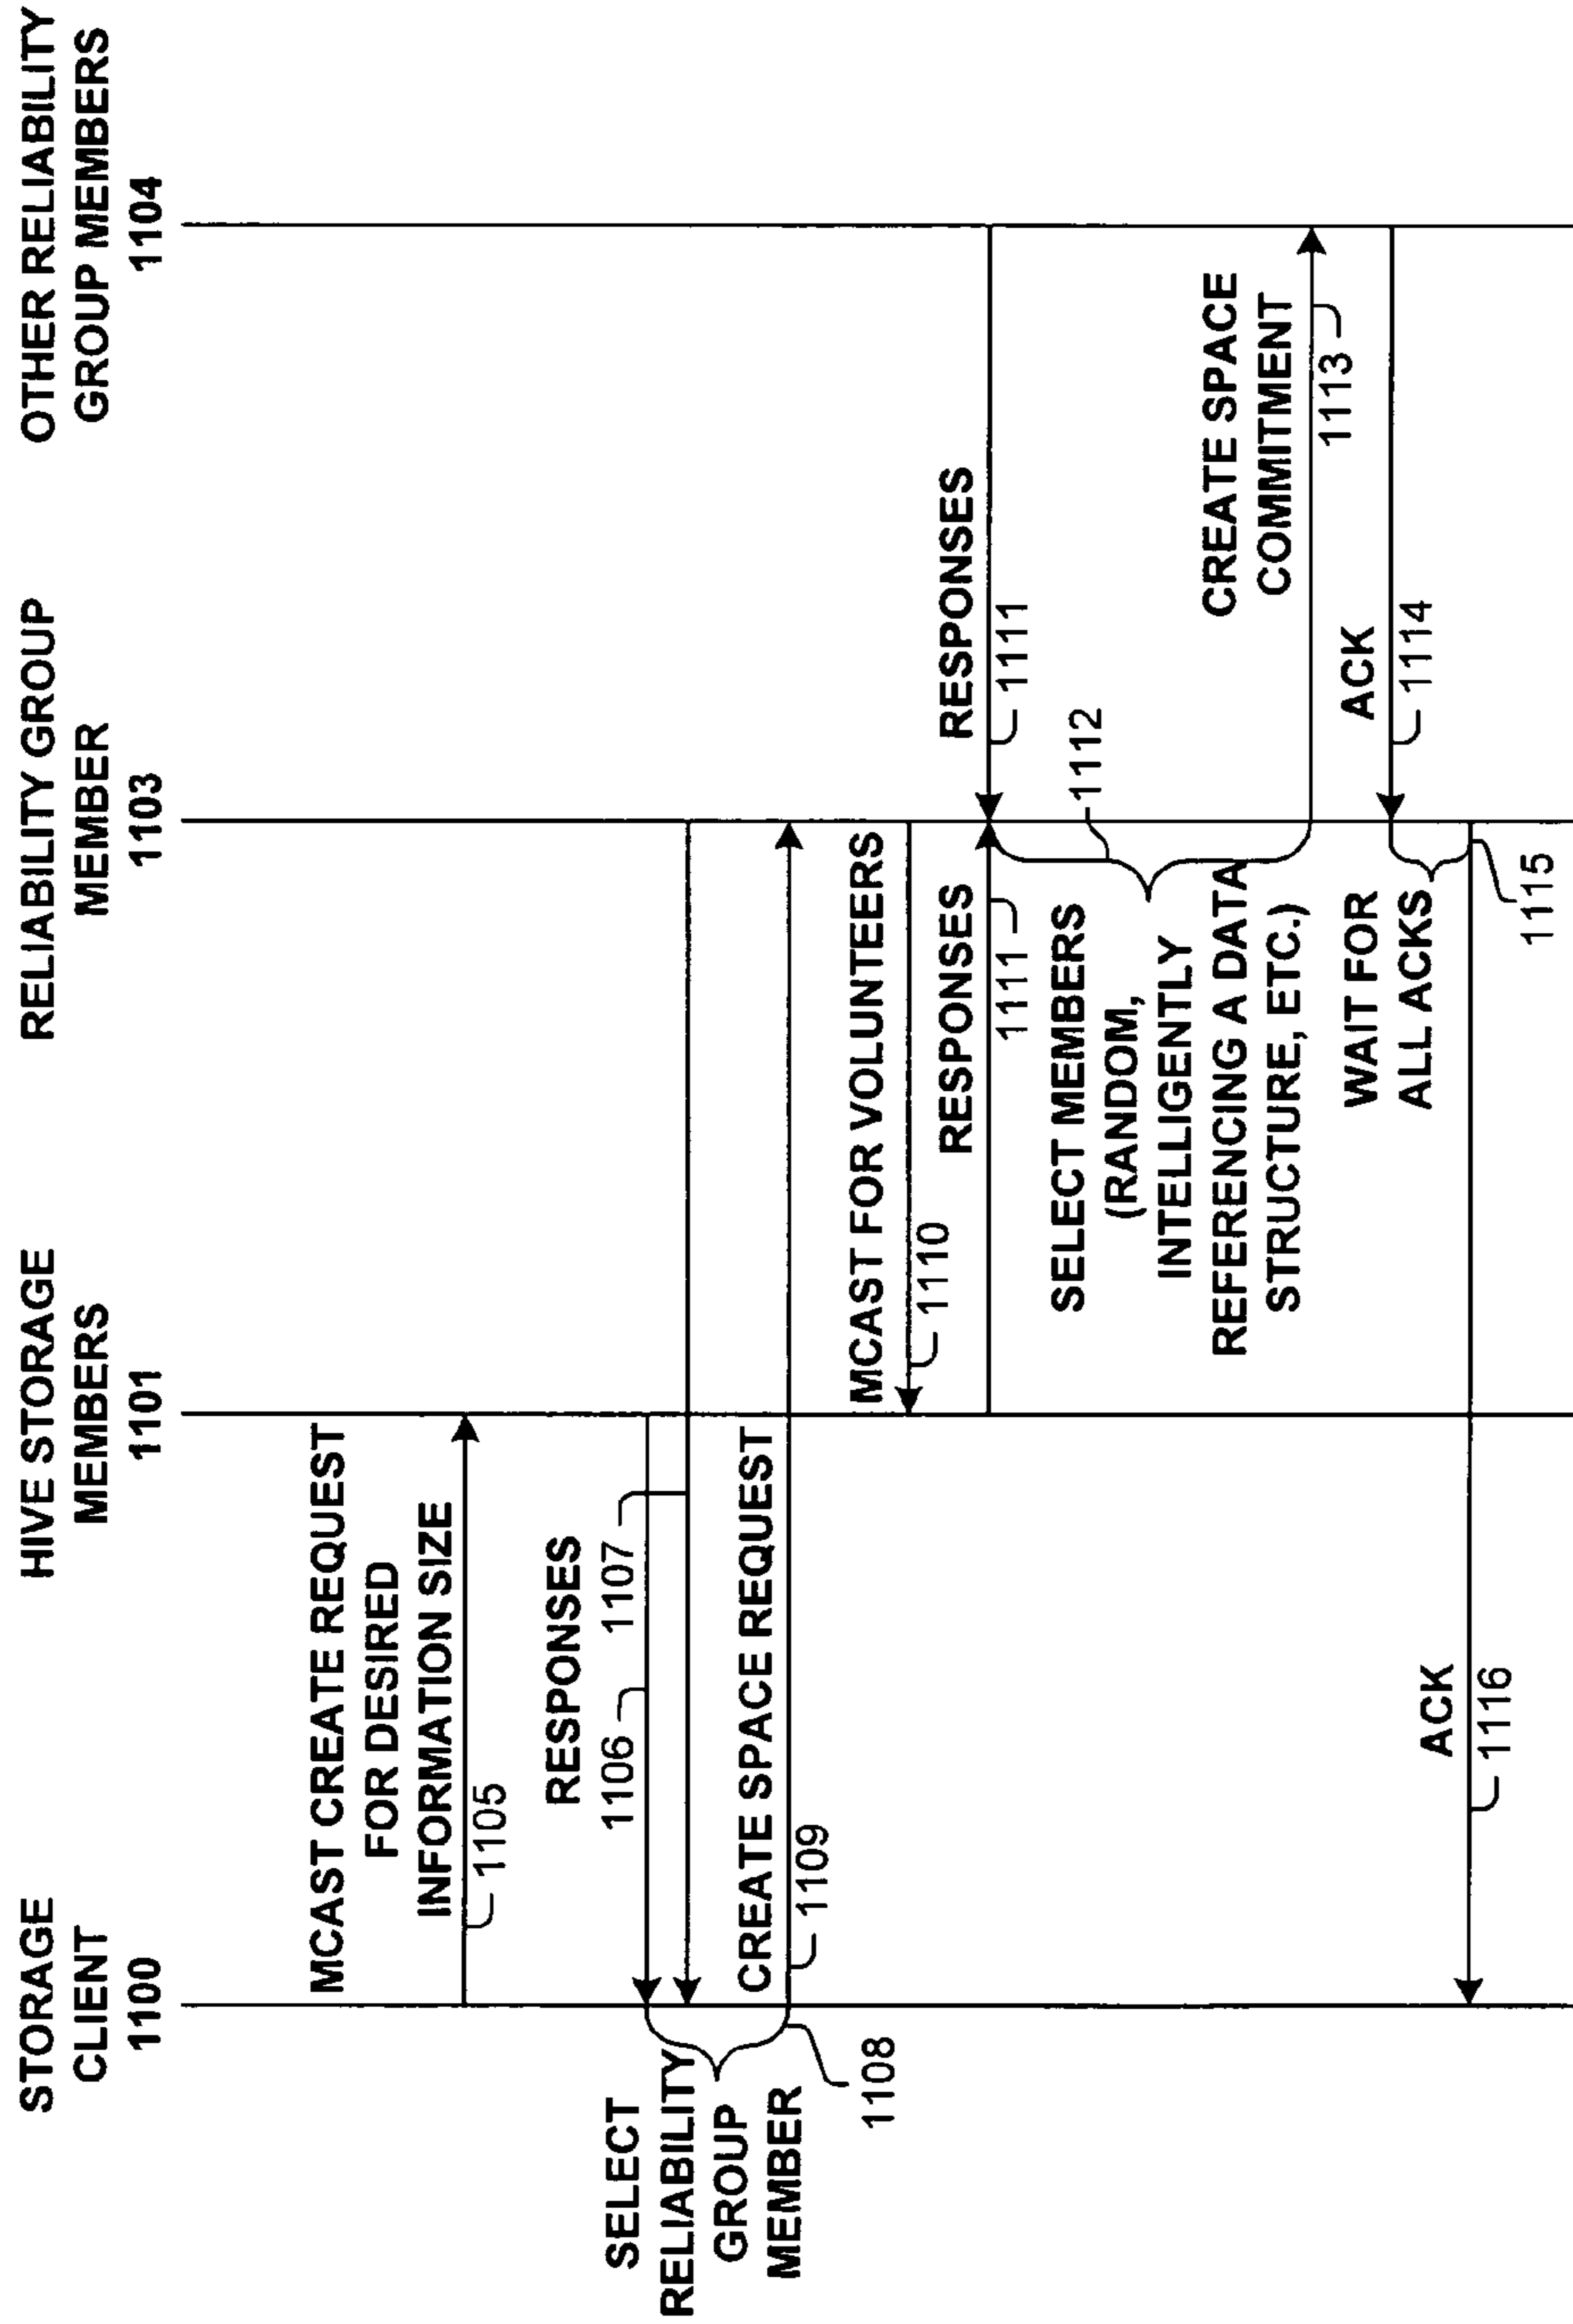 STORAGE
CLIENT
1100
HIVE STORAGE
MEMBERS
1101
RELIABILITY GROUP
MEMBER
1103
OTHER RELIABILITY
GROUP MEMBERS
1104
MCAST CREATE REQUEST
FOR DESIRED
INFORMATION SIZE
1105
RESPONSES
1106
1107
SELECT
RELIABILITY
GROUP
MEMBER
1108
CREATE SPACE REQUEST
1109
MCAST FOR VOLUNTEERS
1110
RESPONSES
1111
RESPONSES
1111
SELECT MEMBERS
(RANDOM,
INTELLIGENTLY
REFERENCING A DATA
STRUCTURE, ETC.)
1112
CREATE SPACE
COMMITMENT
1113
ACK
1114
WAIT FOR
ALL ACKS
1115
ACK
1116